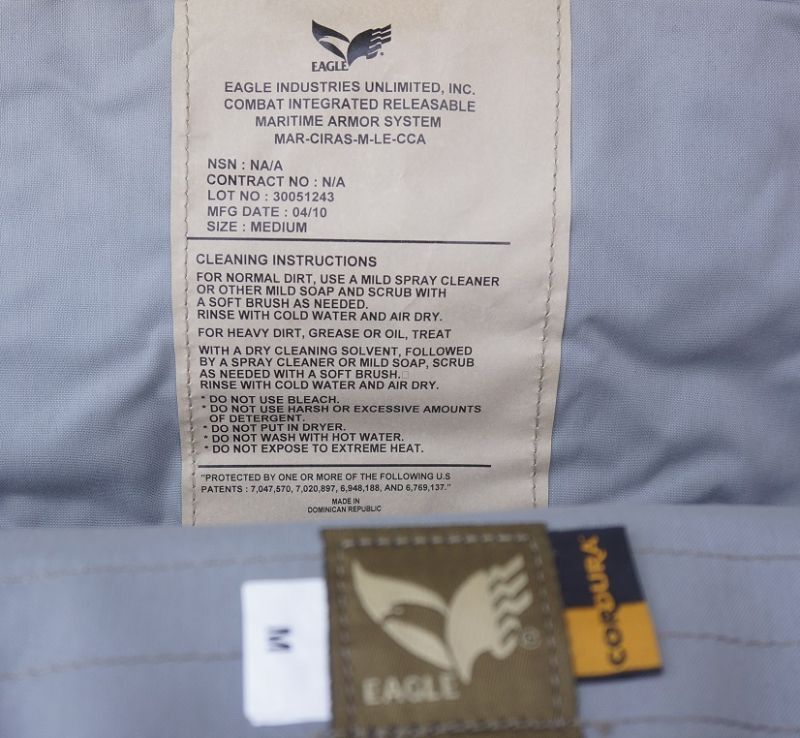 EAGLE
EAGLE INDUSTRIES UNLIMITED, INC.
COMBAT INTEGRATED RELEASABLE
MARITIME ARMOR SYSTEM
MAR-CIRAS-M-LE-CCA
NSN : NA/A
CONTRACT NO : N/A
LOT NO : 30051243
MFG DATE : 04/10
SIZE : MEDIUM
CLEANING INSTRUCTIONS
FOR NORMAL DIRT, USE A MILD SPRAY CLEANER
OR OTHER MILD SOAP AND SCRUB WITH
A SOFT BRUSH AS NEEDED.
RINSE WITH COLD WATER AND AIR DRY.
FOR HEAVY DIRT, GREASE OR OIL, TREAT
WITH A DRY CLEANING SOLVENT, FOLLOWED
BY A SPRAY CLEANER OR MILD SOAP, SCRUB
AS NEEDED WITH A SOFT BRUSH.
RINSE WITH COLD WATER AND AIR DRY.
* DO NOT USE BLEACH.
* DO NOT USE HARSH OR EXCESSIVE AMOUNTS
OF DETERGENT.
* DO NOT PUT IN DRYER.
* DO NOT WASH WITH HOT WATER.
* DO NOT EXPOSE TO EXTREME HEAT.
"PROTECTED BY ONE OR MORE OF THE FOLLOWING U.S
PATENTS : 7,047,570, 7,020,897, 6,948,188, AND 6,769,137."
MADE IN
DOMINICAN REPUBLIC
M
EAGLE
CORDURA